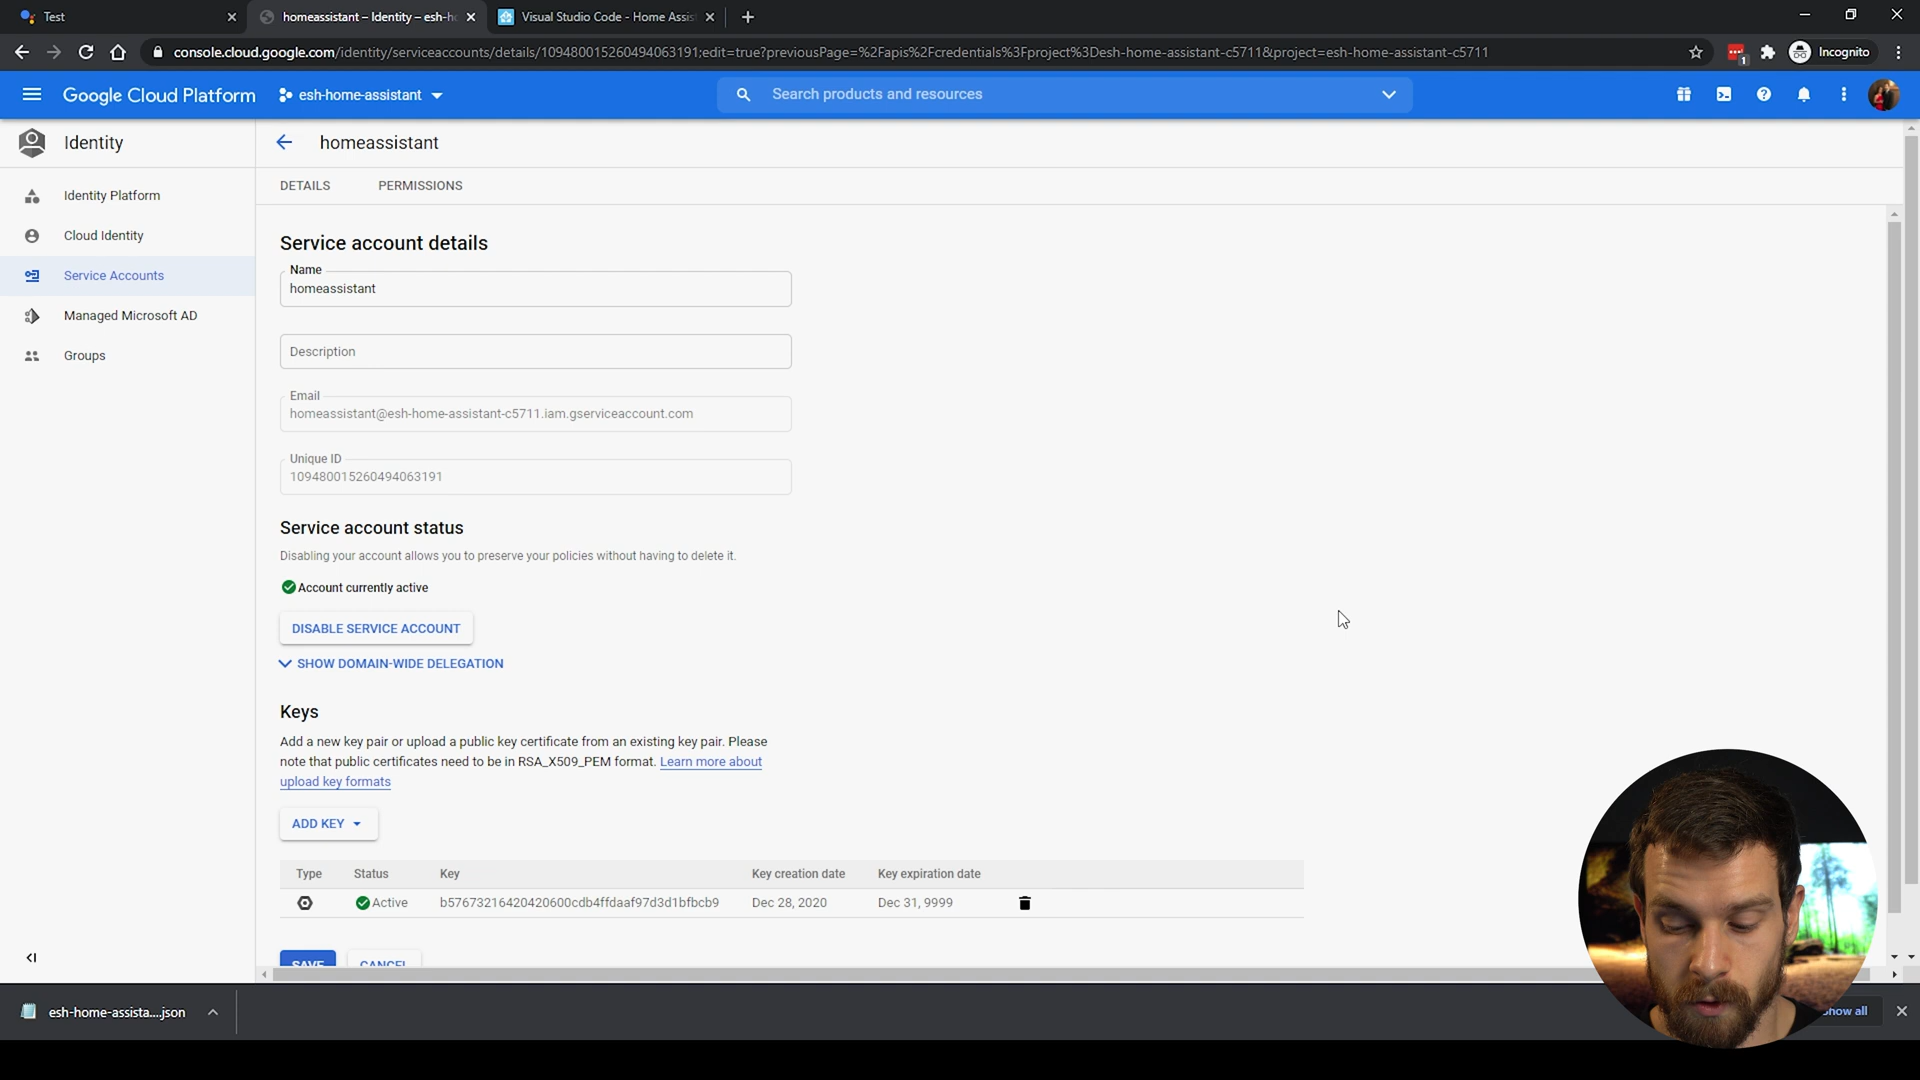 Test
homeassistant – Identity – esh-ho
Visual Studio Code - Home Assis
console.cloud.google.com/identity/serviceaccounts/details/109480015260494063191;edit=true?previousPage=%2Fapis%2Fcredentials%3Fproject%3Desh-home-assistant-c5711&project=esh-home-assistant-c5711
1
Incognito
Google Cloud Platform
esh-home-assistant
Search products and resources
Identity
homeassistant
DETAILS
PERMISSIONS
Identity Platform
Cloud Identity
Service Accounts
Managed Microsoft AD
Groups
Service account details
Name
homeassistant
Description
Email
homeassistant@esh-home-assistant-c5711.iam.gserviceaccount.com
Unique ID
109480015260494063191
Service account status
Disabling your account allows you to preserve your policies without having to delete it.
Account currently active
DISABLE SERVICE ACCOUNT
SHOW DOMAIN-WIDE DELEGATION
Keys
Add a new key pair or upload a public key certificate from an existing key pair. Please
note that public certificates need to be in RSA_X509_PEM format. Learn more about
upload key formats
ADD KEY
Type Status Key Key creation date Key expiration date
Active b57673216420420600cdb4ffdaaf97d3d1bfbcb9 Dec 28, 2020 Dec 31, 9999
SAVE
CANCEL
esh-home-assista....json
Show all